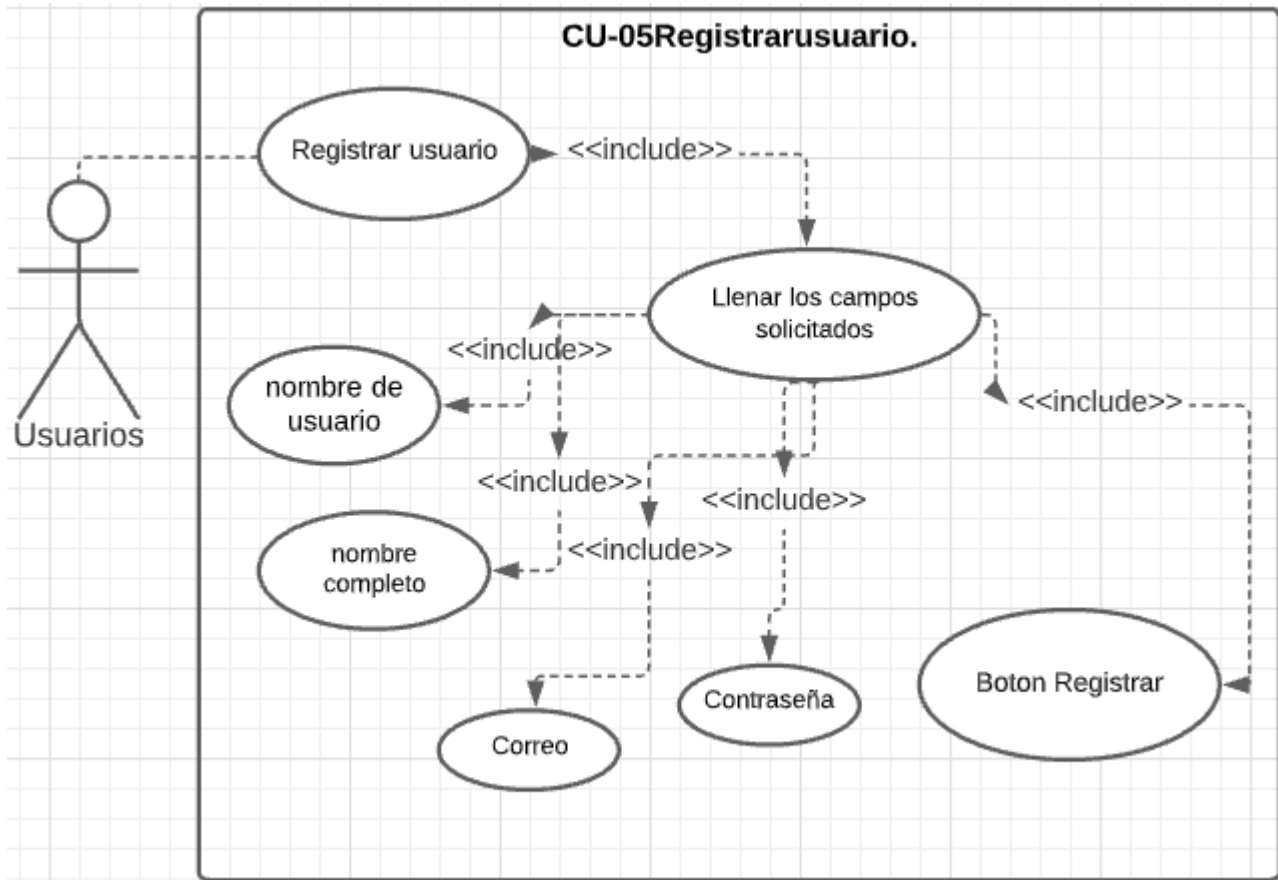 CU-05Registrarusuario.
Registrar usuario
<<include>>
Llenar los campos
solicitados
<<include>>
nombre de
usuario
<<include>>
Usuarios
<<include>>
<<include>>
nombre
completo
<<include>>
Boton Registrar
Contraseña
Correo